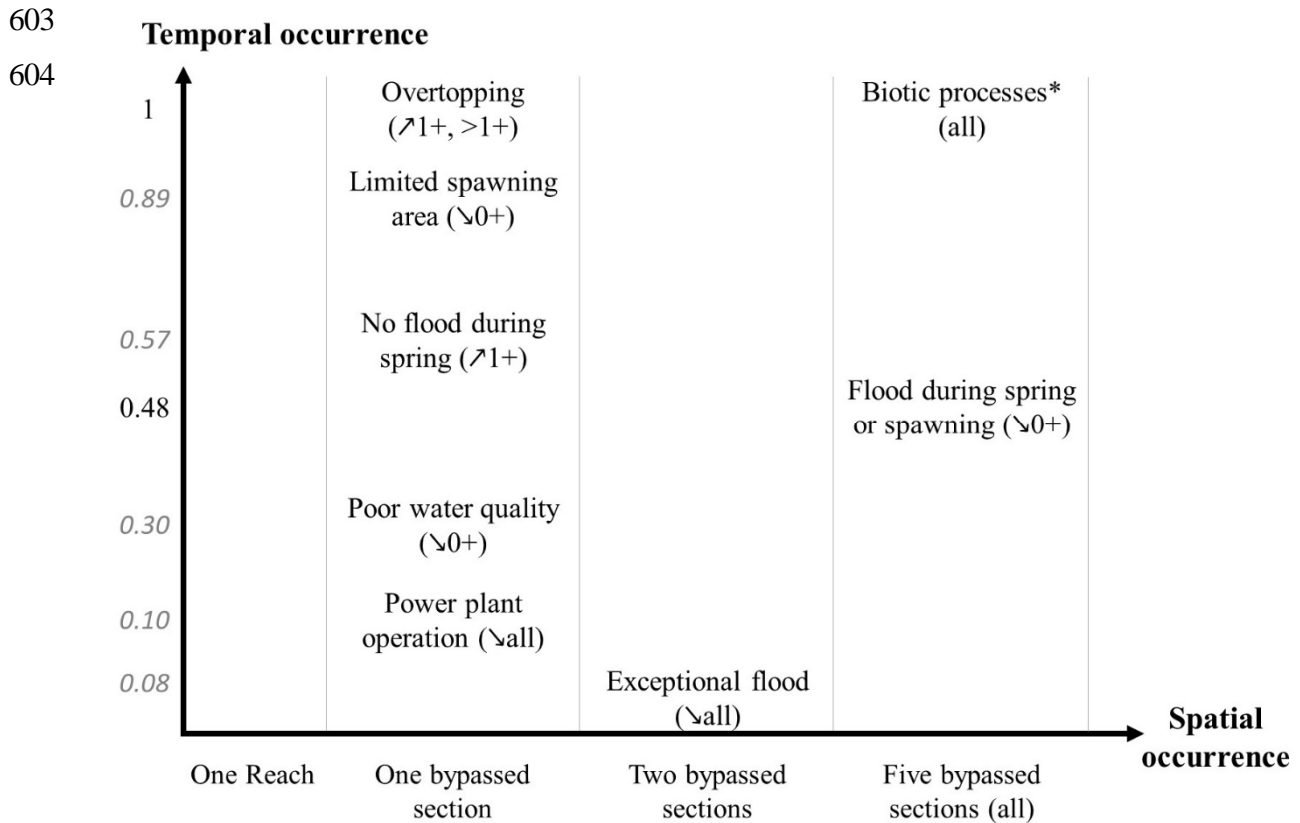 603
Temporal occurrence
604
1
Overtopping
(↗1+, >1+)
Biotic processes*
(all)
0.89
Limited spawning
area (↘0+)
0.57
No flood during
spring (↗1+)
0.48
Flood during spring
or spawning (↘0+)
0.30
Poor water quality
(↘0+)
0.10
Power plant
operation (↘all)
0.08
Exceptional flood
(↘all)
Spatial
occurrence
One Reach
One bypassed
section
Two bypassed
sections
Five bypassed
sections (all)